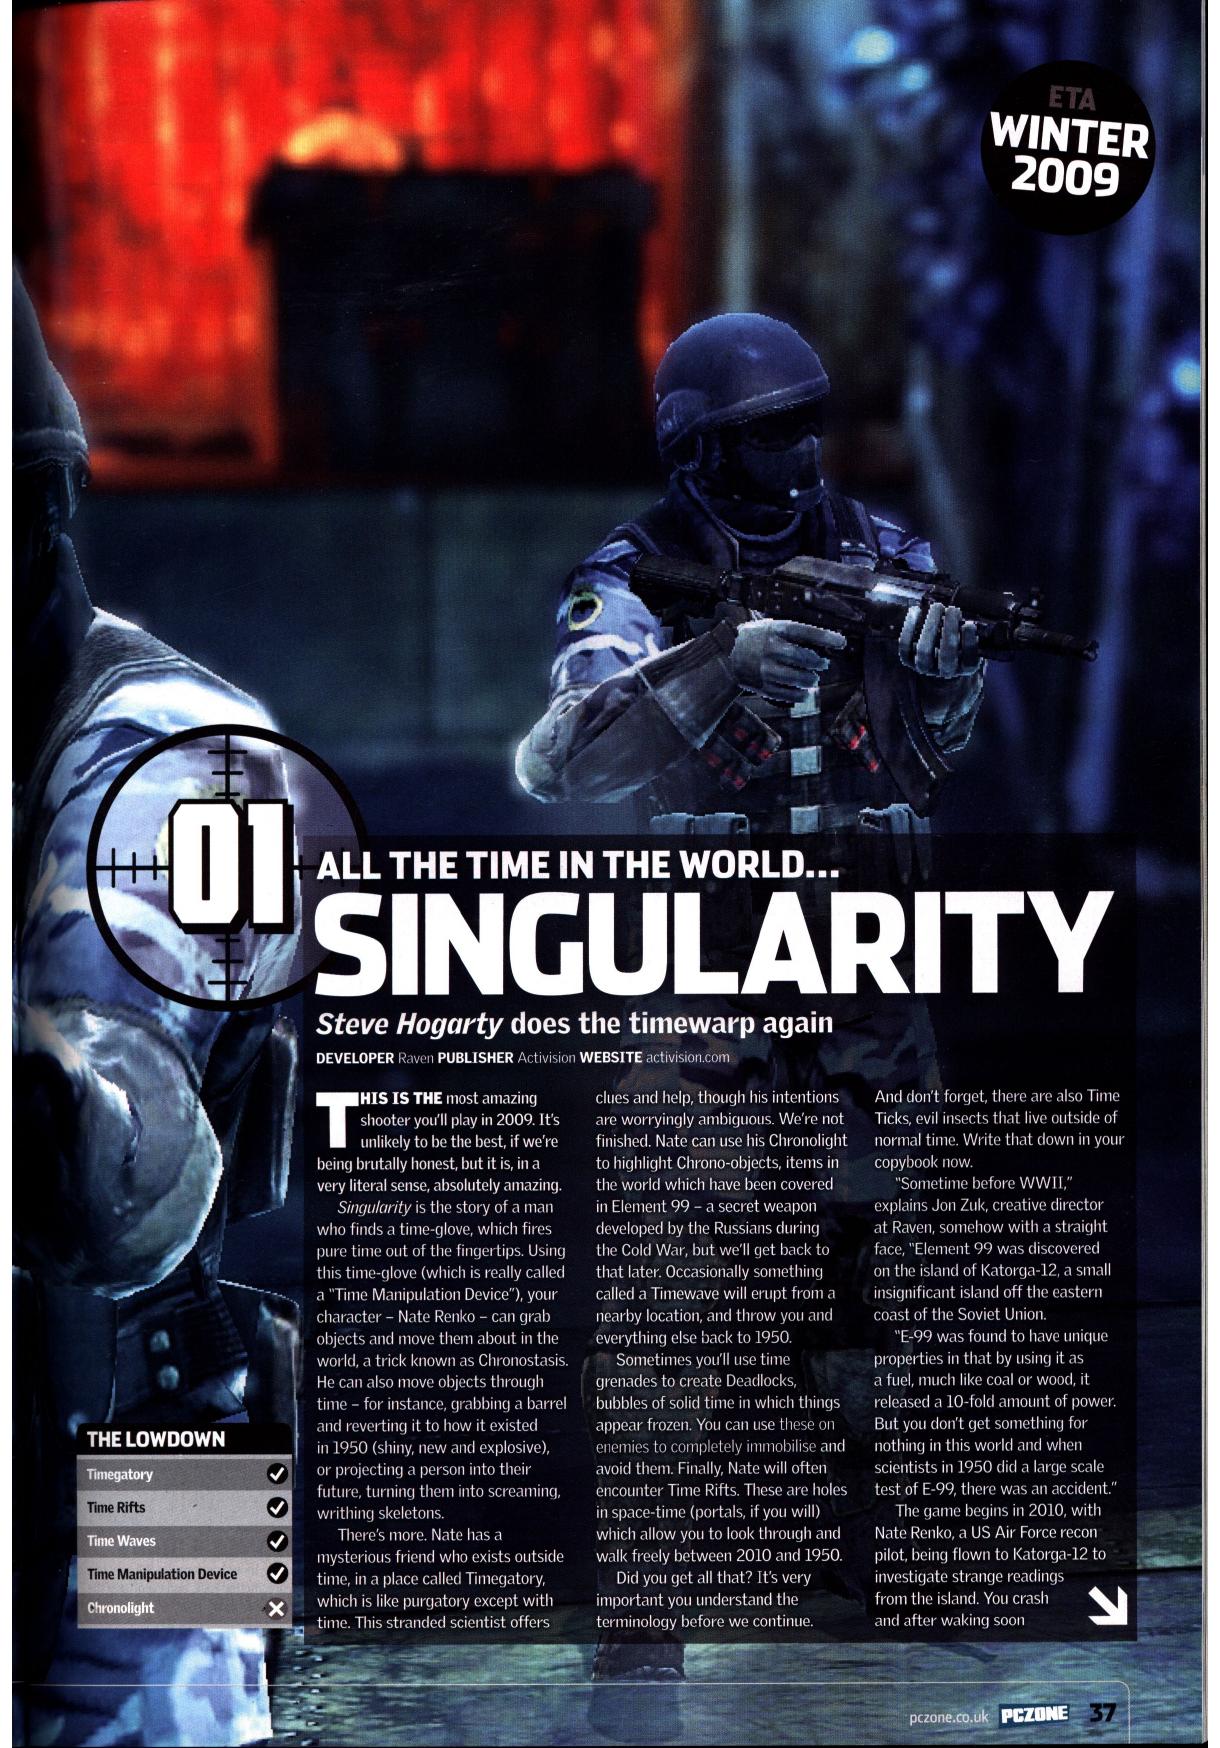 ETA
WINTER
2009
01
ALL THE TIME IN THE WORLD...
SINGULARITY
Steve Hogarty does the timewarp again
DEVELOPER Raven PUBLISHER Activision WEBSITE activision.com
THIS IS THE most amazing
shooter you'll play in 2009. It's
unlikely to be the best, if we're
being brutally honest, but it is, in a
very literal sense, absolutely amazing.
Singularity is the story of a man
who finds a time-glove, which fires
pure time out of the fingertips. Using
this time-glove (which is really called
a "Time Manipulation Device"), your
character – Nate Renko – can grab
objects and move them about in the
world, a trick known as Chronostasis.
He can also move objects through
time – for instance, grabbing a barrel
and reverting it to how it existed
in 1950 (shiny, new and explosive),
or projecting a person into their
future, turning them into screaming,
writhing skeletons.
There's more. Nate has a
mysterious friend who exists outside
time, in a place called Timegatory,
which is like purgatory except with
time. This stranded scientist offers
clues and help, though his intentions
are worryingly ambiguous. We're not
finished. Nate can use his Chronolight
to highlight Chrono-objects, items in
the world which have been covered
in Element 99 – a secret weapon
developed by the Russians during
the Cold War, but we'll get back to
that later. Occasionally something
called a Timewave will erupt from a
nearby location, and throw you and
everything else back to 1950.
Sometimes you'll use time
grenades to create Deadlocks,
bubbles of solid time in which things
appear frozen. You can use these on
enemies to completely immobilise and
avoid them. Finally, Nate will often
encounter Time Rifts. These are holes
in space-time (portals, if you will)
which allow you to look through and
walk freely between 2010 and 1950.
Did you get all that? It's very
important you understand the
terminology before we continue.
And don't forget, there are also Time
Ticks, evil insects that live outside of
normal time. Write that down in your
copybook now.
"Sometime before WWII,"
explains Jon Zuk, creative director
at Raven, somehow with a straight
face, "Element 99 was discovered
on the island of Katorga-12, a small
insignificant island off the eastern
coast of the Soviet Union.
"E-99 was found to have unique
properties in that by using it as
a fuel, much like coal or wood, it
released a 10-fold amount of power.
But you don't get something for
nothing in this world and when
scientists in 1950 did a large scale
test of E-99, there was an accident."
The game begins in 2010, with
Nate Renko, a US Air Force recon
pilot, being flown to Katorga-12 to
investigate strange readings
from the island. You crash
and after waking soon
THE LOWDOWN
Timegatory
Time Rifts
Time Waves
Time Manipulation Device
Chronolight
pczone.co.uk PCZONE 37